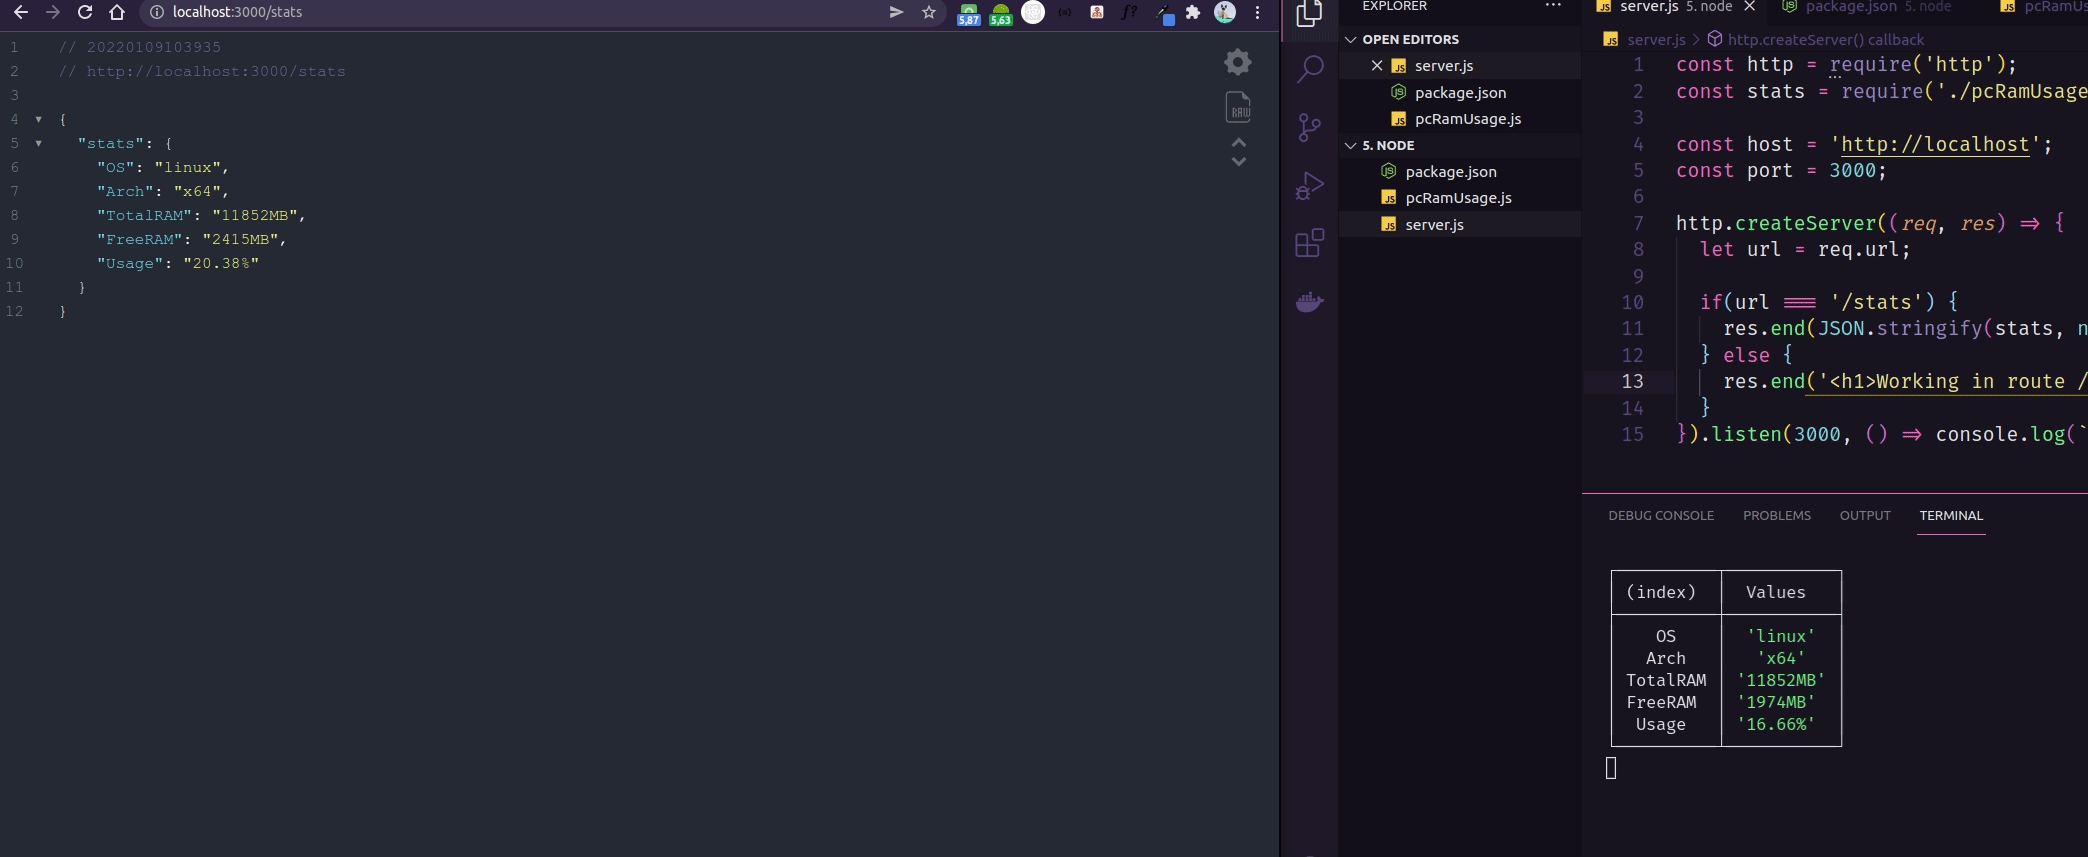 localhost:3000/stats
5,87
5,63
1 // 20220109103935
2 // http://localhost:3000/stats
3
4 {
5 "stats": {
6 "OS": "linux",
7 "Arch": "x64",
8 "TotalRAM": "11852MB",
9 "FreeRAM": "2415MB",
10 "Usage": "20.38%"
11 }
12 }
RAW
EXPLORER
OPEN EDITORS
JS server.js
package.json
JS pcRamUsage.js
5. NODE
package.json
JS pcRamUsage.js
JS server.js
JS server.js 5. node
package.json 5. node
JS pcRamUs
JS server.js > http.createServer() callback
1 const http = require('http');
2 const stats = require('./pcRamUsage
3
4 const host = 'http://localhost';
5 const port = 3000;
6
7 http.createServer((req, res) => {
8 let url = req.url;
9
10 if(url === '/stats') {
11 res.end(JSON.stringify(stats, n
12 } else {
13 res.end('<h1>Working in route /
14 }
15 }).listen(3000, () => console.log(`
DEBUG CONSOLE PROBLEMS OUTPUT TERMINAL
(index) Values
OS 'linux'
Arch 'x64'
TotalRAM '11852MB'
FreeRAM '1974MB'
Usage '16.66%'